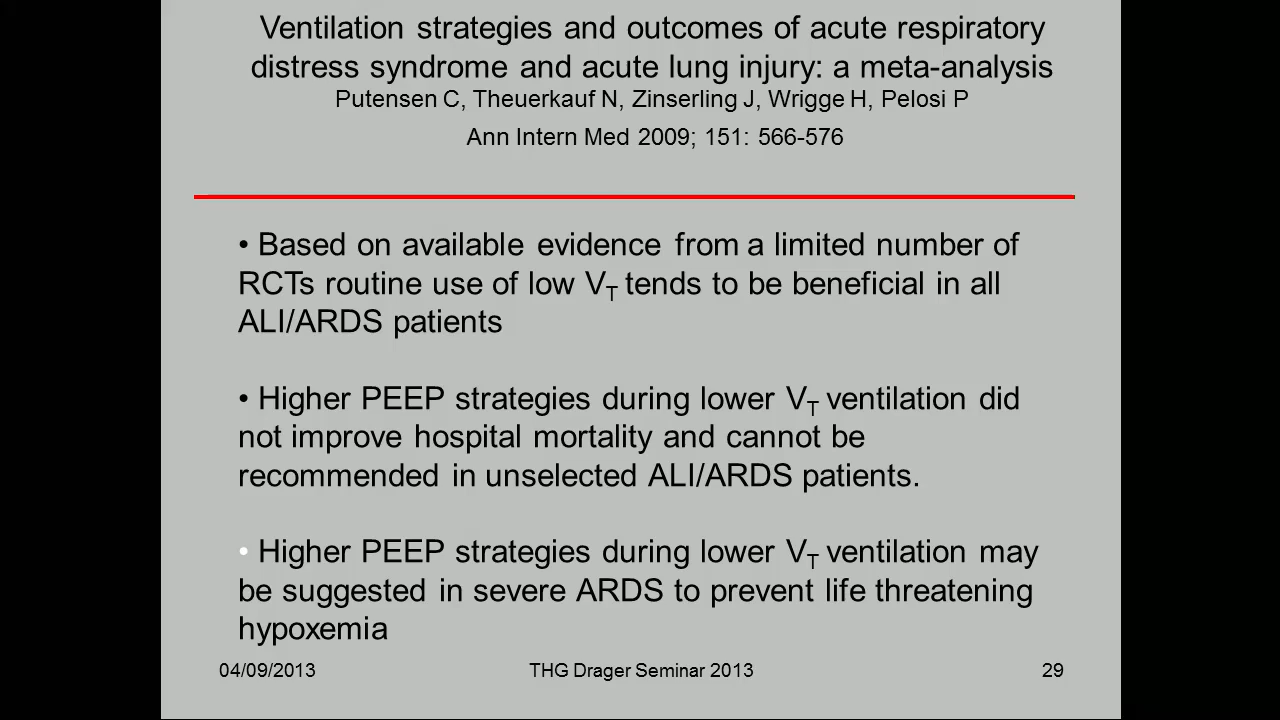 Ventilation strategies and outcomes of acute respiratory
distress syndrome and acute lung injury: a meta-analysis
Putensen C, Theuerkauf N, Zinserling J, Wrigge H, Pelosi P
Ann Intern Med 2009; 151: 566-576
• Based on available evidence from a limited number of
RCTs routine use of low VT tends to be beneficial in all
ALI/ARDS patients
• Higher PEEP strategies during lower VT ventilation did
not improve hospital mortality and cannot be
recommended in unselected ALI/ARDS patients.
• Higher PEEP strategies during lower VT ventilation may
be suggested in severe ARDS to prevent life threatening
hypoxemia
04/09/2013 THG Drager Seminar 2013 29